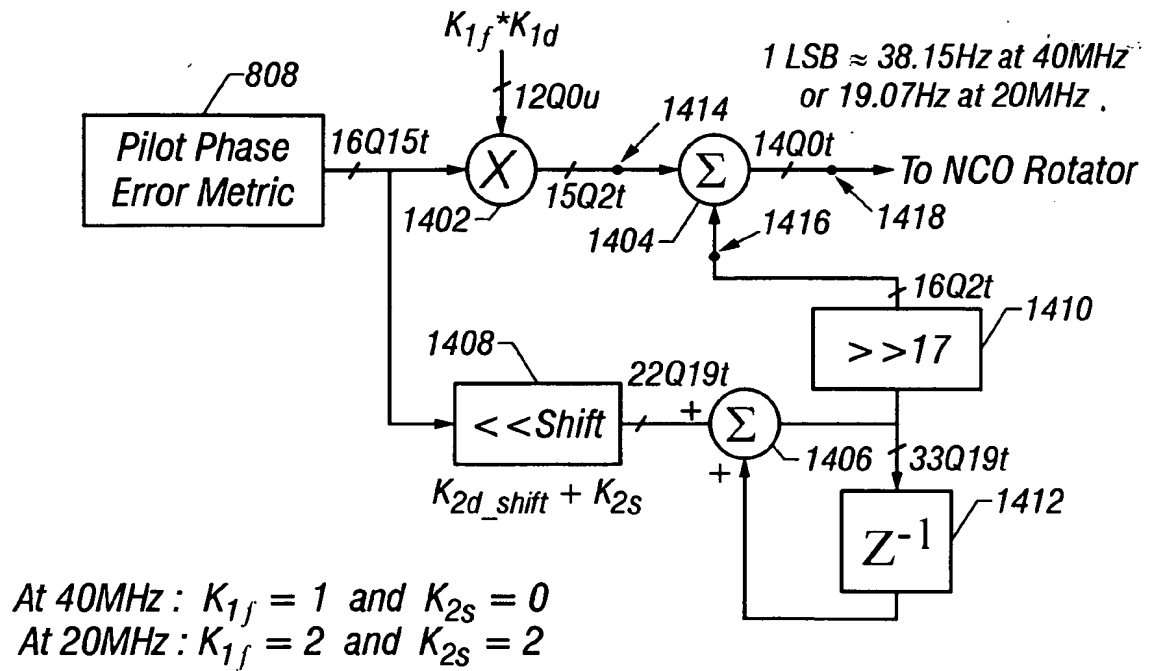 K1f*K1d
1 LSB ≈ 38.15Hz at 40MHz
or 19.07Hz at 20MHz .
808
12Q0u
1414
Pilot Phase
Error Metric
16Q15t
X
1402
15Q2t
Σ
1404
14Q0t
To NCO Rotator
1418
1416
16Q2t
1410
>>17
1408
<<Shift
22Q19t
+
Σ
+
1406
33Q19t
K2d_shift + K2s
1412
Z-1
At 40MHz : K1f = 1 and K2s = 0
At 20MHz : K1f = 2 and K2s = 2